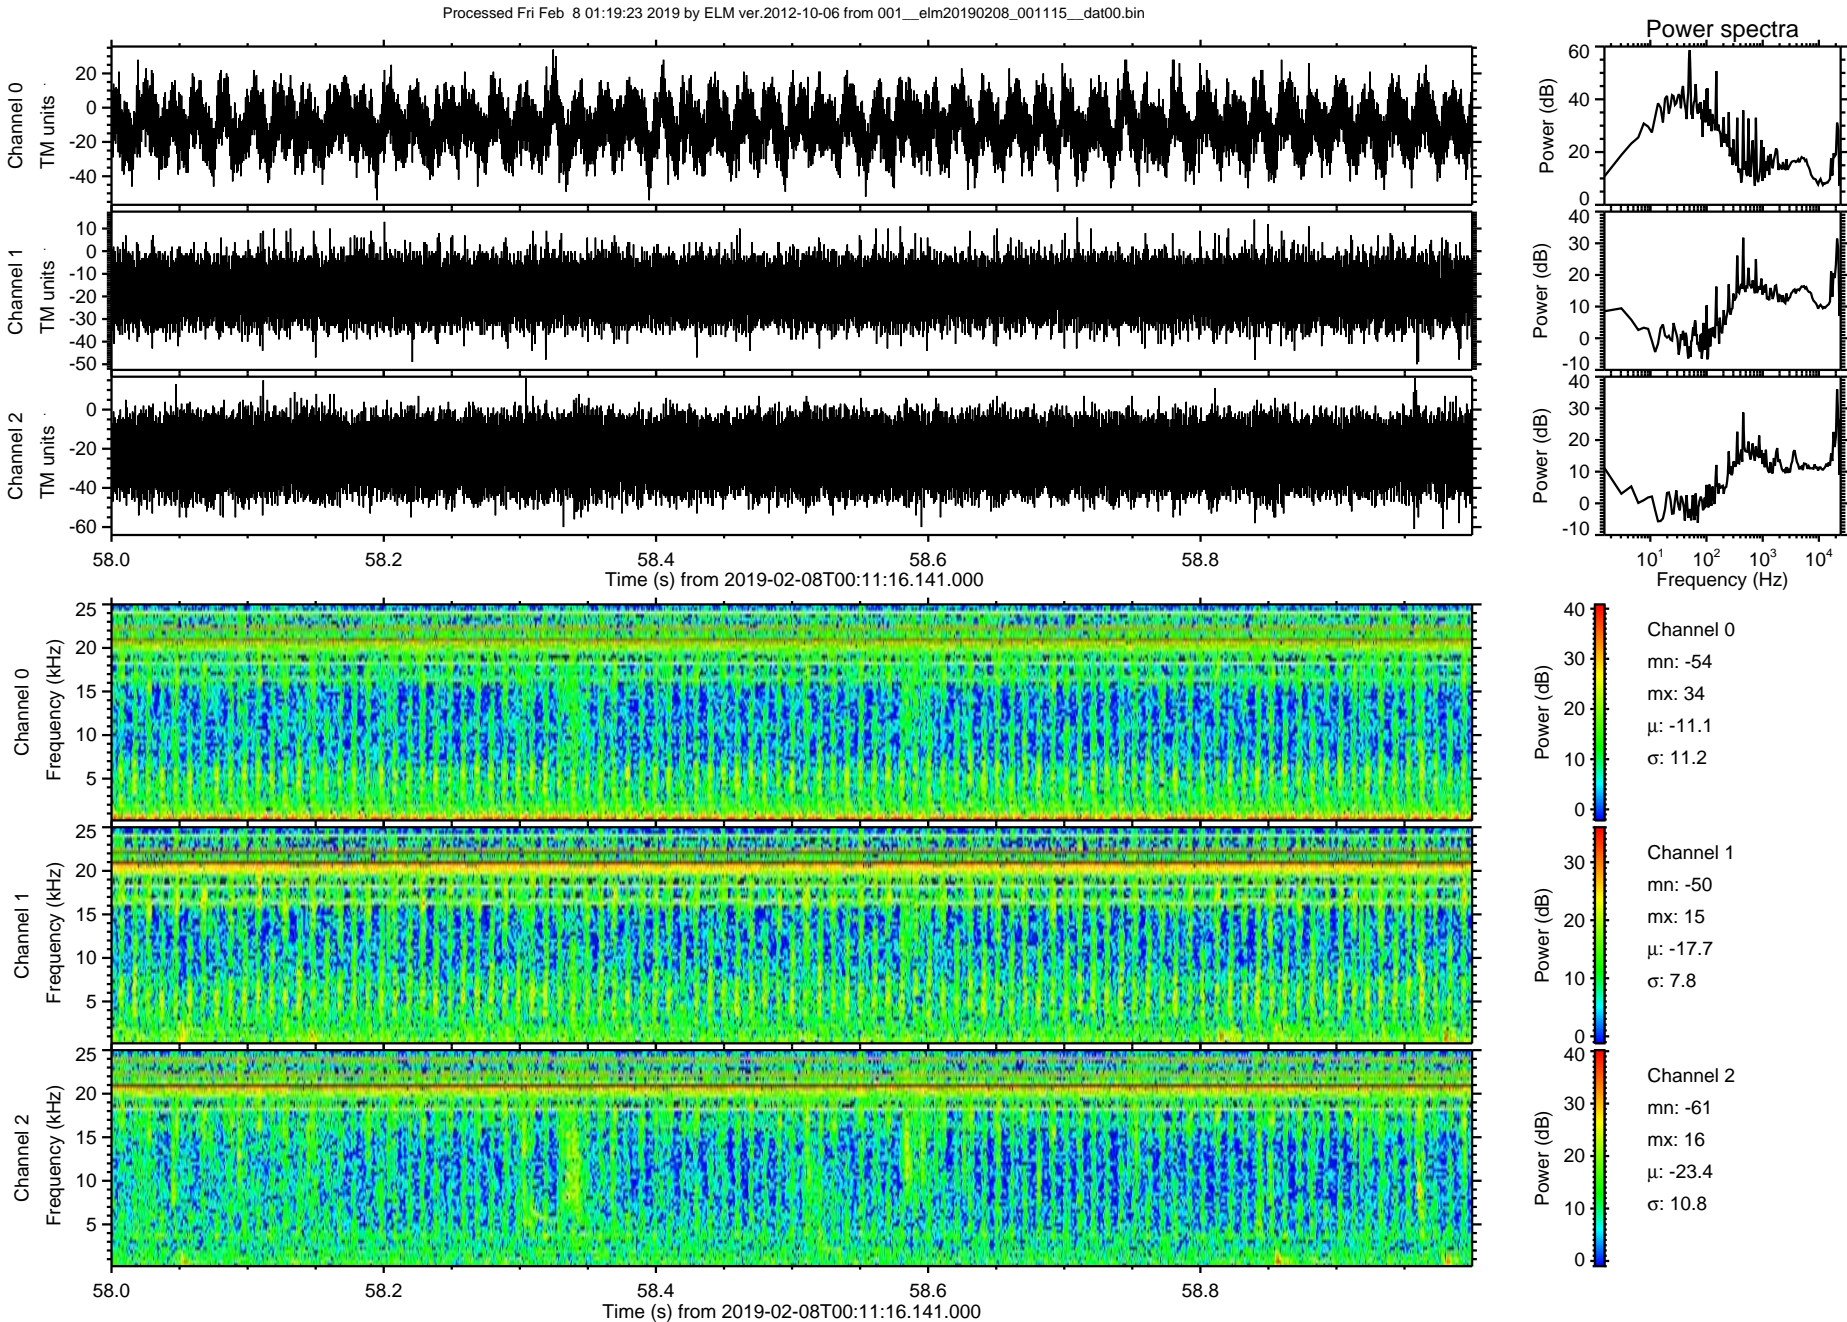 Processed Fri Feb  8 01:19:23 2019 by ELM ver.2012-10-06 from 001__elm20190208_001115__dat00.bin
Power spectra
Channel 0
TM units
20
0
-20
-40
Power (dB)
60
40
20
0
Channel 1
TM units
10
0
-10
-20
-30
-40
-50
Power (dB)
40
30
20
10
0
-10
Channel 2
TM units
0
-20
-40
-60
Power (dB)
40
30
20
10
0
-10
58.0
58.2
58.4
58.6
58.8
Time (s) from 2019-02-08T00:11:16.141.000
10¹
10²
10³
10⁴
Frequency (Hz)
Channel 0
Frequency (kHz)
25
20
15
10
5
Power (dB)
40
30
20
10
0
Channel 0
mn: -54
mx: 34
μ: -11.1
σ: 11.2
Channel 1
Frequency (kHz)
25
20
15
10
5
Power (dB)
30
20
10
0
Channel 1
mn: -50
mx: 15
μ: -17.7
σ: 7.8
Channel 2
Frequency (kHz)
25
20
15
10
5
Power (dB)
40
30
20
10
0
Channel 2
mn: -61
mx: 16
μ: -23.4
σ: 10.8
58.0
58.2
58.4
58.6
58.8
Time (s) from 2019-02-08T00:11:16.141.000